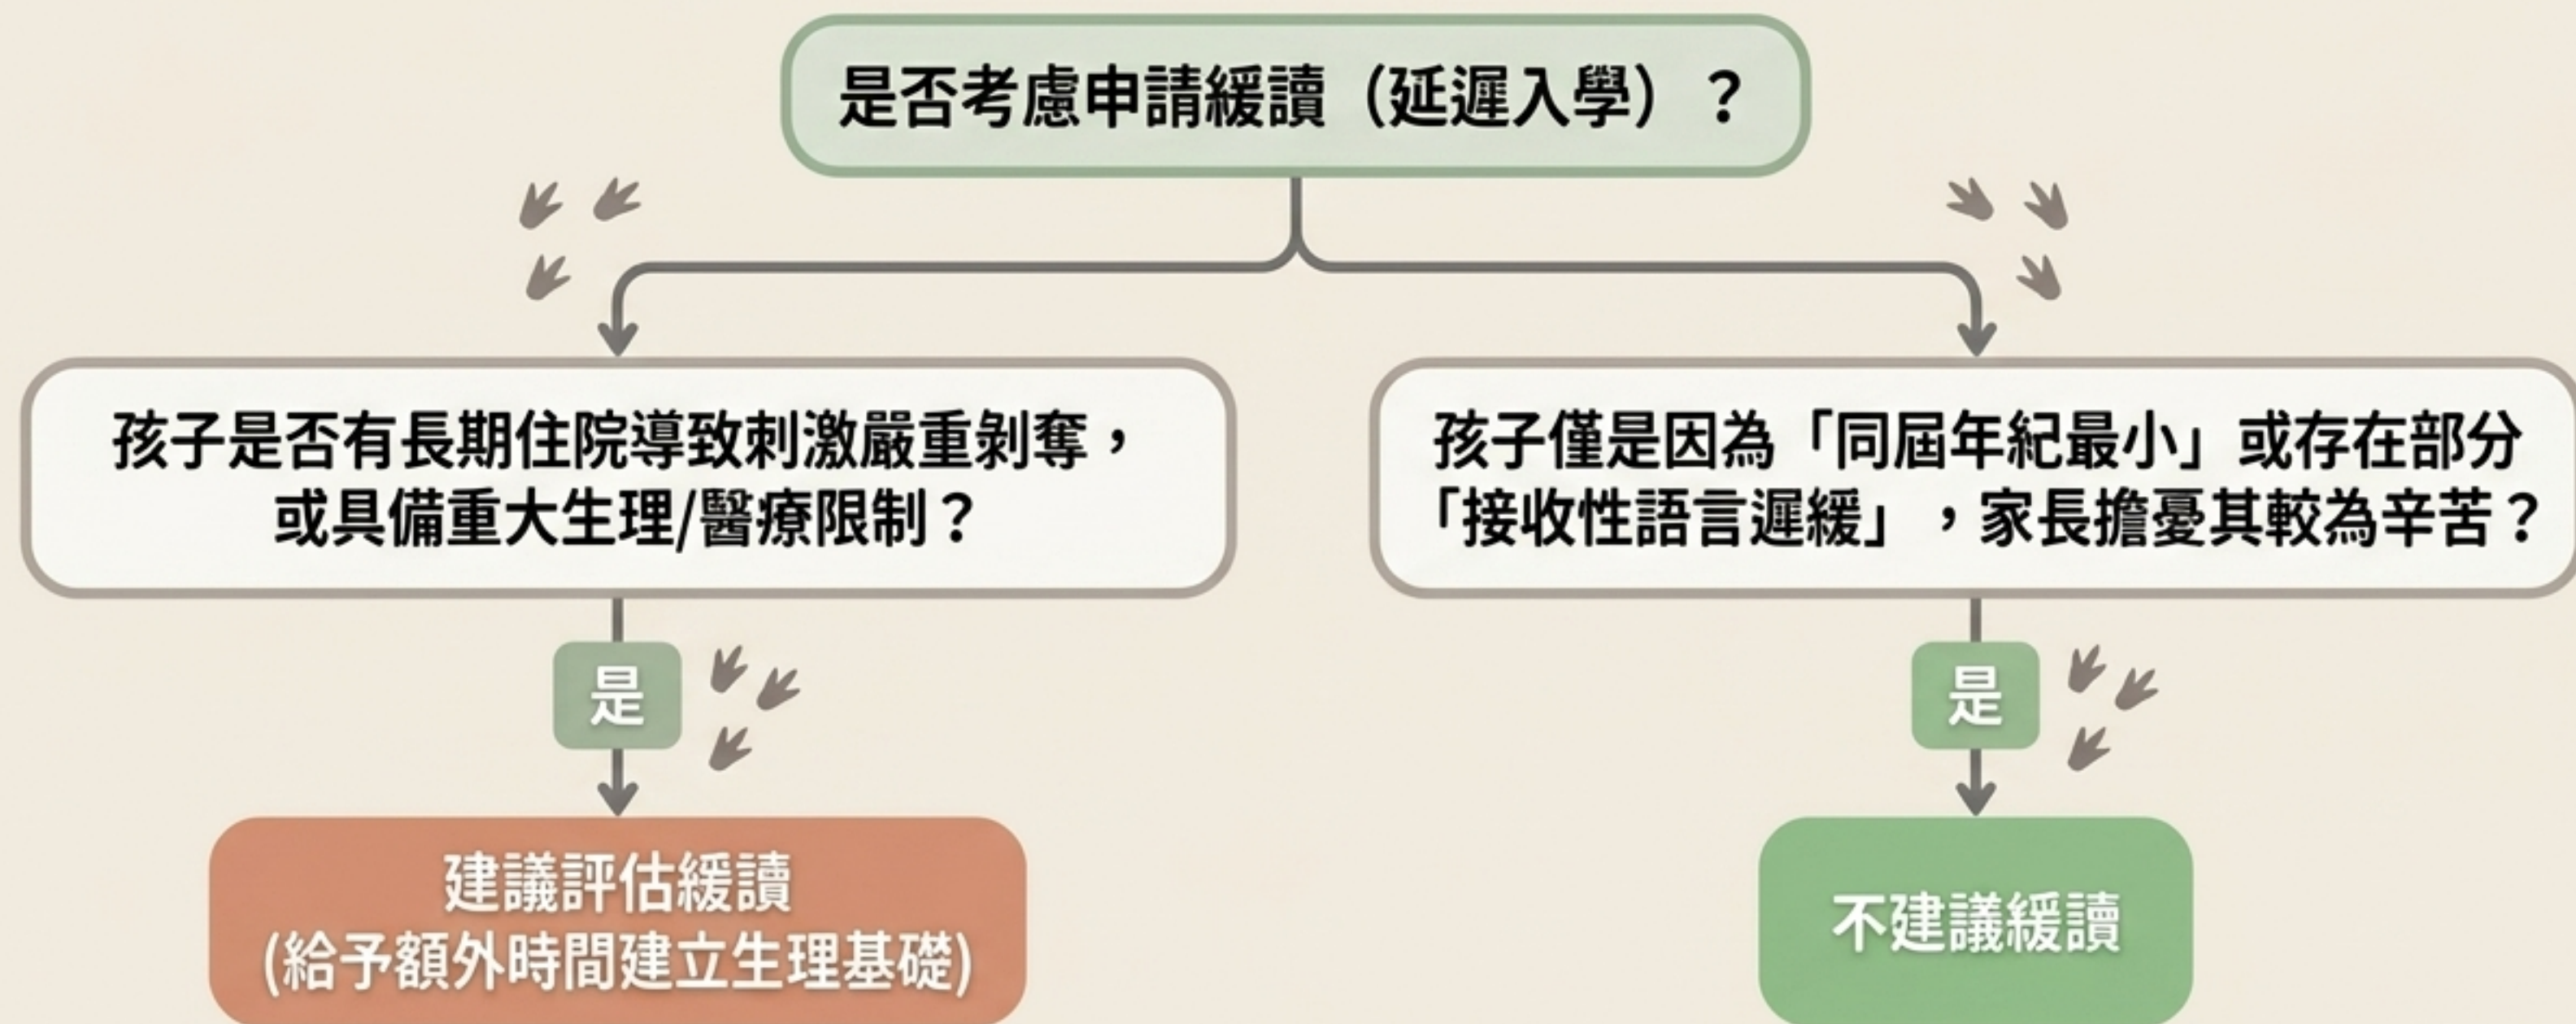 是否考慮申請緩讀（延遲入學）？
孩子是否有長期住院導致刺激嚴重剝奪，
或具備重大生理/醫療限制？
孩子僅是因為「同屆年紀最小」或存在部分
「接收性語言遲緩」，家長擔憂其較為辛苦？
是
是
建議評估緩讀
(給予額外時間建立生理基礎)
不建議緩讀